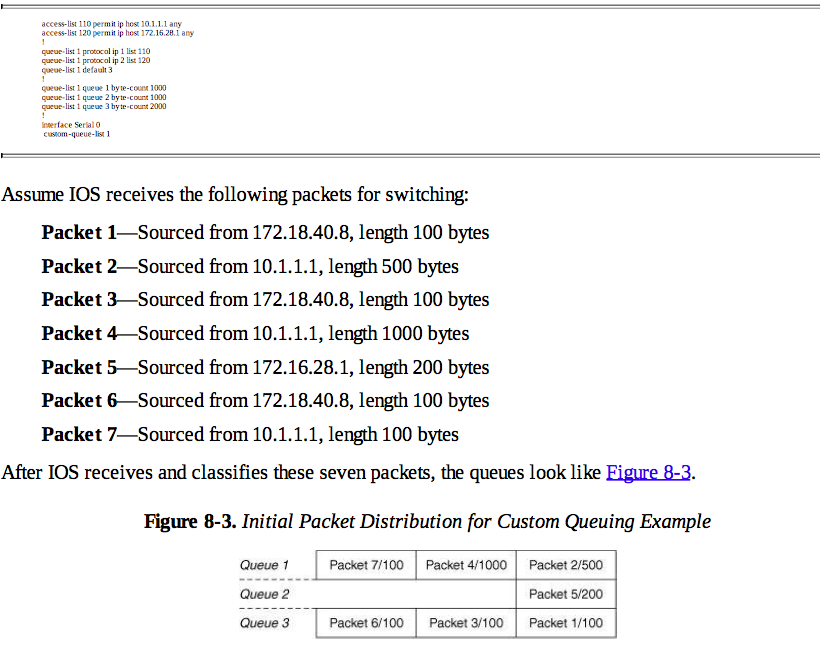 access-list 110 permit ip host 10.1.1.1 any
access-list 120 permit ip host 172.16.28.1 any
!
queue-list 1 protocol ip 1 list 110
queue-list 1 protocol ip 2 list 120
queue-list 1 default 3
!
queue-list 1 queue 1 byte-count 1000
queue-list 1 queue 2 byte-count 1000
queue-list 1 queue 3 byte-count 2000
!
interface Serial 0
custom-queue-list 1
Assume IOS receives the following packets for switching:
Packet 1—Sourced from 172.18.40.8, length 100 bytes
Packet 2—Sourced from 10.1.1.1, length 500 bytes
Packet 3—Sourced from 172.18.40.8, length 100 bytes
Packet 4—Sourced from 10.1.1.1, length 1000 bytes
Packet 5—Sourced from 172.16.28.1, length 200 bytes
Packet 6—Sourced from 172.18.40.8, length 100 bytes
Packet 7—Sourced from 10.1.1.1, length 100 bytes
After IOS receives and classifies these seven packets, the queues look like Figure 8-3.
Figure 8-3. Initial Packet Distribution for Custom Queuing Example
Queue 1 Packet 7/100 Packet 4/1000 Packet 2/500
Queue 2 Packet 5/200
Queue 3 Packet 6/100 Packet 3/100 Packet 1/100